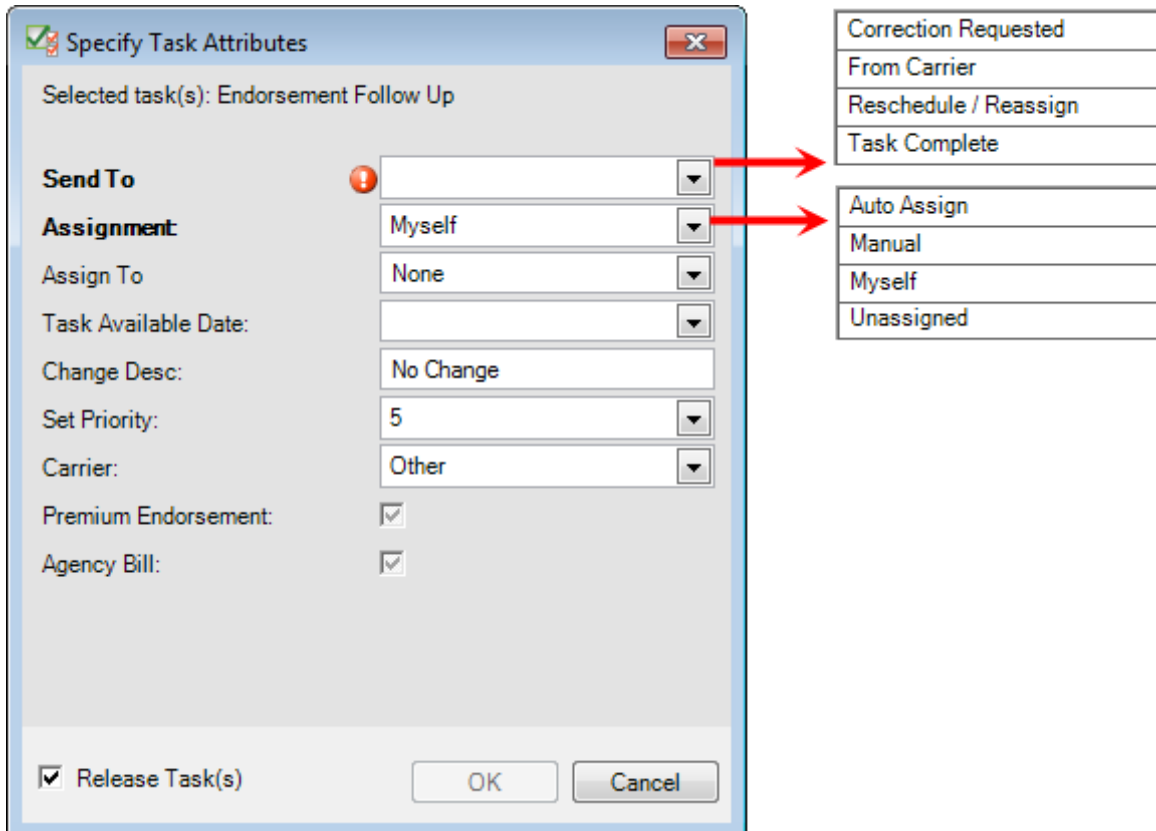 Specify Task Attributes
Selected task(s): Endorsement Follow Up
Send To
Assignment: Myself
Assign To None
Task Available Date:
Change Desc: No Change
Set Priority: 5
Carrier: Other
Premium Endorsement:
Agency Bill:
Release Task(s) OK Cancel
Correction Requested
From Carrier
Reschedule / Reassign
Task Complete
Auto Assign
Manual
Myself
Unassigned